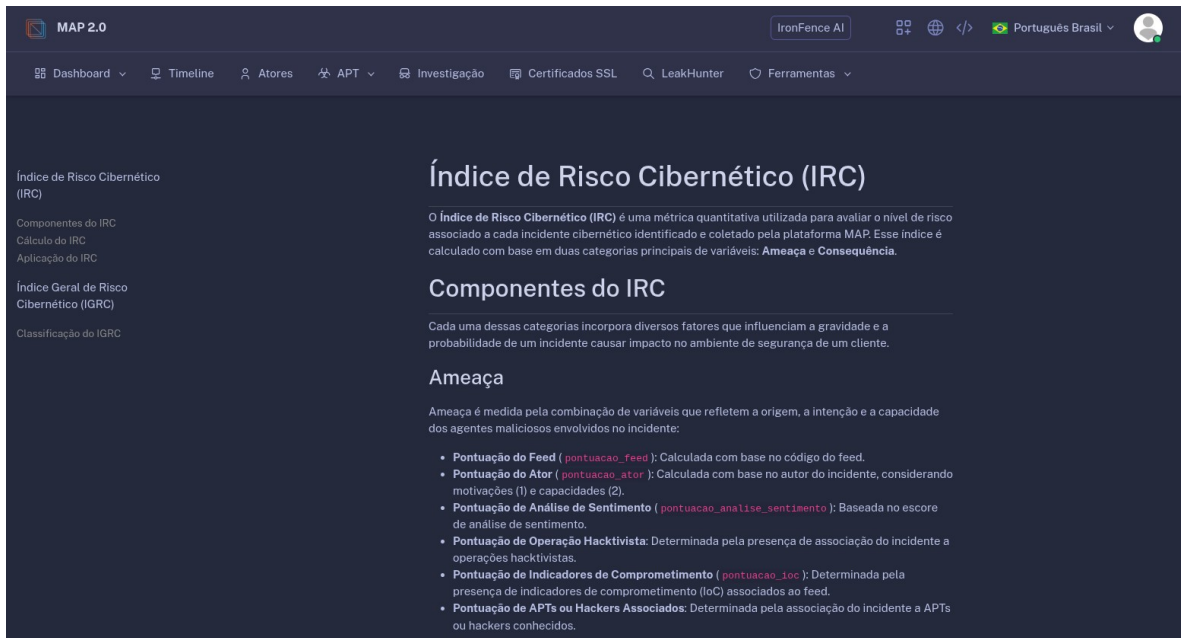 MAP 2.0
IronFence AI
Português Brasil
Dashboard
Timeline
Atores
APT
Investigação
Certificados SSL
LeakHunter
Ferramentas
Índice de Risco Cibernético
(IRC)
Componentes do IRC
Cálculo do IRC
Aplicação do IRC
Índice Geral de Risco
Cibernético (IGRC)
Classificação do IGRC
Índice de Risco Cibernético (IRC)
O Índice de Risco Cibernético (IRC) é uma métrica quantitativa utilizada para avaliar o nível de risco
associado a cada incidente cibernético identificado e coletado pela plataforma MAP. Esse índice é
calculado com base em duas categorias principais de variáveis: Ameaça e Consequência.
Componentes do IRC
Cada uma dessas categorias incorpora diversos fatores que influenciam a gravidade e a
probabilidade de um incidente causar impacto no ambiente de segurança de um cliente.
Ameaça
Ameaça é medida pela combinação de variáveis que refletem a origem, a intenção e a capacidade
dos agentes maliciosos envolvidos no incidente:
• Pontuação do Feed ( pontuacao_feed ): Calculada com base no código do feed.
• Pontuação do Ator ( pontuacao_ator ): Calculada com base no autor do incidente, considerando
motivações (1) e capacidades (2).
• Pontuação de Análise de Sentimento ( pontuacao_analise_sentimento ): Baseada no escore
de análise de sentimento.
• Pontuação de Operação Hacktivista: Determinada pela presença de associação do incidente a
operações hacktivistas.
• Pontuação de Indicadores de Comprometimento ( pontuacao_ioc ): Determinada pela
presença de indicadores de comprometimento (IoC) associados ao feed.
• Pontuação de APTs ou Hackers Associados: Determinada pela associação do incidente a APTs
ou hackers conhecidos.